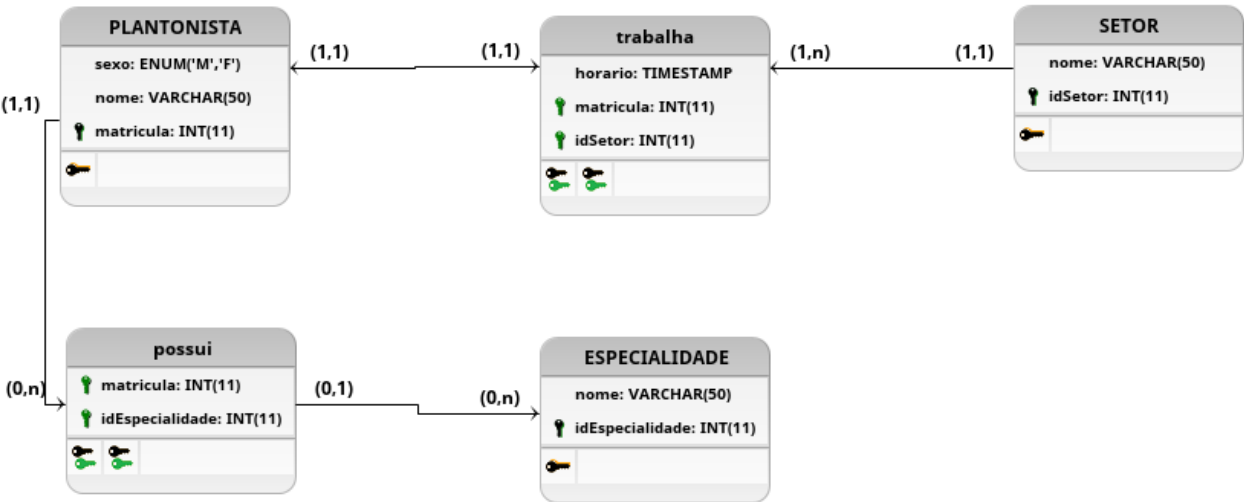 PLANTONISTA
sexo: ENUM('M','F')
nome: VARCHAR(50)
matricula: INT(11)
(1,1)
(1,1)
trabalha
horario: TIMESTAMP
matricula: INT(11)
idSetor: INT(11)
(1,n)
(1,1)
SETOR
nome: VARCHAR(50)
idSetor: INT(11)
(1,1)
(0,n)
possui
matricula: INT(11)
idEspecialidade: INT(11)
(0,1)
(0,n)
ESPECIALIDADE
nome: VARCHAR(50)
idEspecialidade: INT(11)